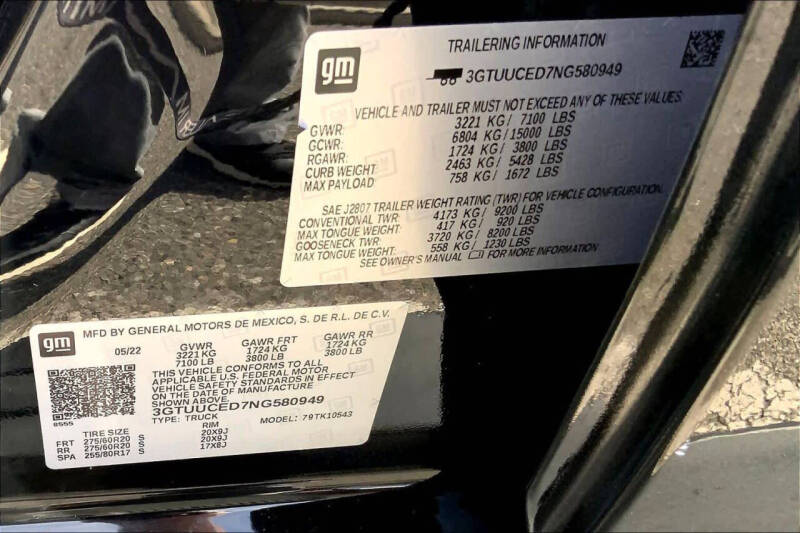 gm
TRAILERING INFORMATION
3GTUUCED7NG580949
VEHICLE AND TRAILER MUST NOT EXCEED ANY OF THESE VALUES.
GVWR: 3221 KG/ 7100 LBS
GCWR: 6804 KG/ 15000 LBS
RGAWR: 1724 KG/ 3800 LBS
CURB WEIGHT 2463 KG/ 5428 LBS
MAX PAYLOAD 758 KG/ 1672 LBS
SAE J2807 TRAILER WEIGHT RATING (TWR) FOR VEHICLE CONFIGURATION.
CONVENTIONAL TWR: 4173 KG/ 9200 LBS
MAX TONGUE WEIGHT: 417 KG/ 920 LBS
GOOSENECK TWR: 3720 KG/ 8200 LBS
MAX TONGUE WEIGHT: 558 KG/ 1230 LBS
SEE OWNER'S MANUAL FOR MORE INFORMATION
gm
MFD BY GENERAL MOTORS DE MEXICO, S. DE R.L. DE C.V.
05/22 GVWR GAWR FRT GAWR RR
3221 KG 1724 KG 1724 KG
7100 LB 3800 LB 3800 LB
THIS VEHICLE CONFORMS TO ALL
APPLICABLE U.S. FEDERAL MOTOR
VEHICLE SAFETY STANDARDS IN EFFECT
ON THE DATE OF MANUFACTURE
SHOWN ABOVE.
3GTUUCED7NG580949
TYPE: TRUCK MODEL: 79TK10543
8555
TIRE SIZE RIM
FRT 275/60R20 S 20X9J
RR 275/60R20 S 20X9J
SPA 255/80R17 S 17X8J